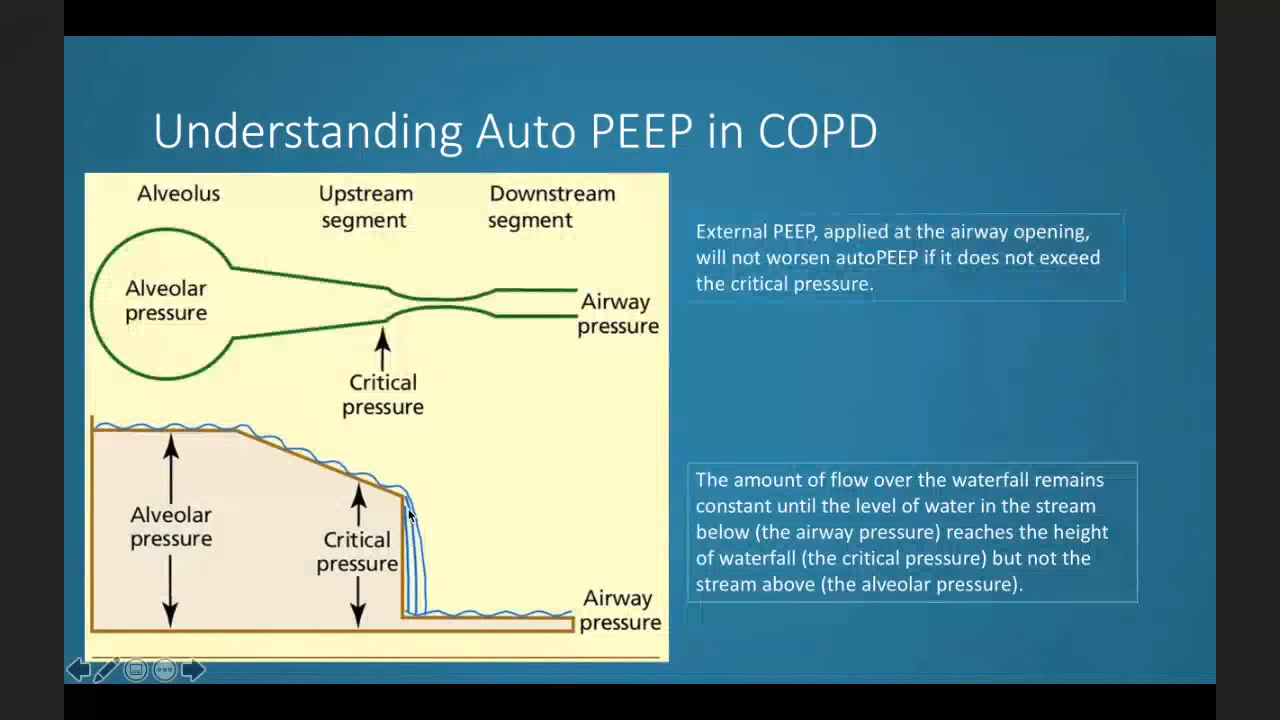 Understanding Auto PEEP in COPD
Alveolus
Upstream
segment
Downstream
segment
Alveolar
pressure
Airway
pressure
Critical
pressure
Alveolar
pressure
Critical
pressure
Airway
pressure
External PEEP, applied at the airway opening,
will not worsen autoPEEP if it does not exceed
the critical pressure.
The amount of flow over the waterfall remains
constant until the level of water in the stream
below (the airway pressure) reaches the height
of waterfall (the critical pressure) but not the
stream above (the alveolar pressure).